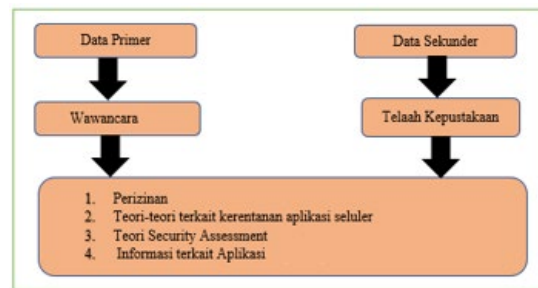 Data Primer
Data Sekunder
Wawancara
Telaah Kepustakaan
1. Perizinan
2. Teori-teori terkait kerentanan aplikasi seluler
3. Teori Security Assessment
4. Informasi terkait Aplikasi